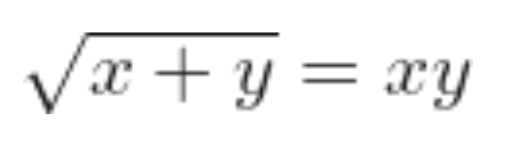 √(x + y) = xy